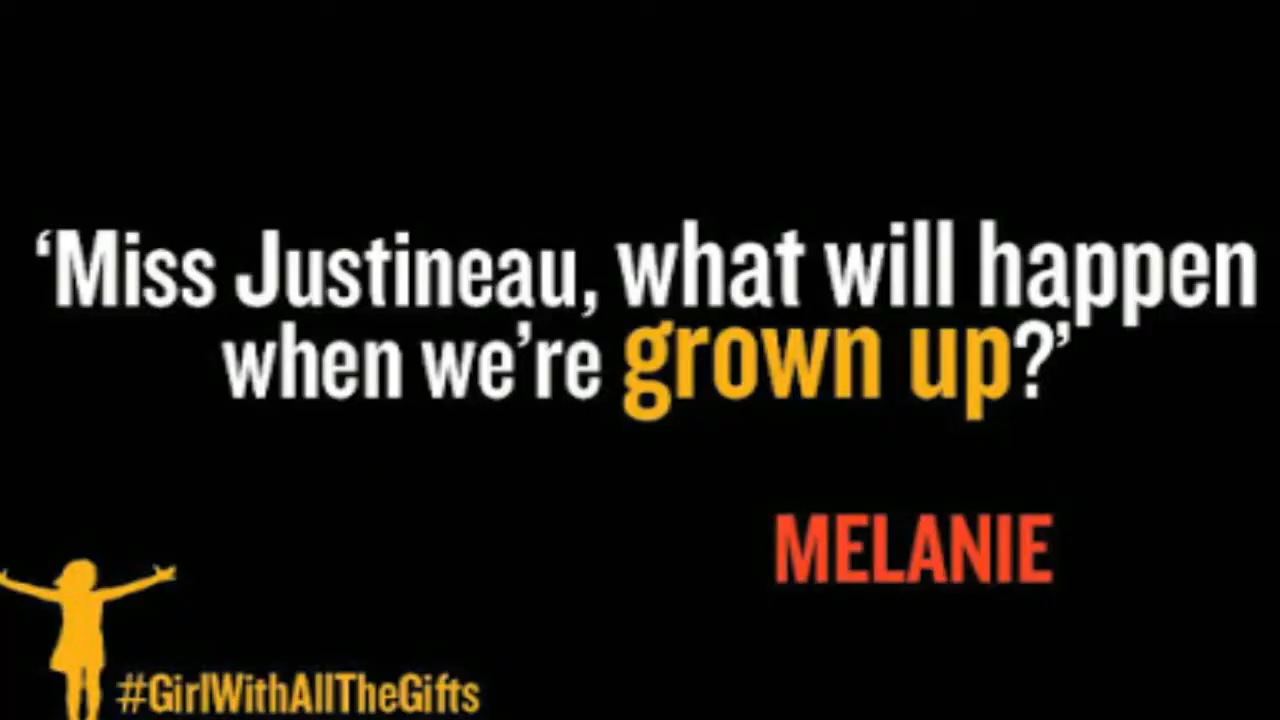 ‘Miss Justineau, what will happen
when we’re grown up?’
MELANIE
#GirlWithAllTheGifts